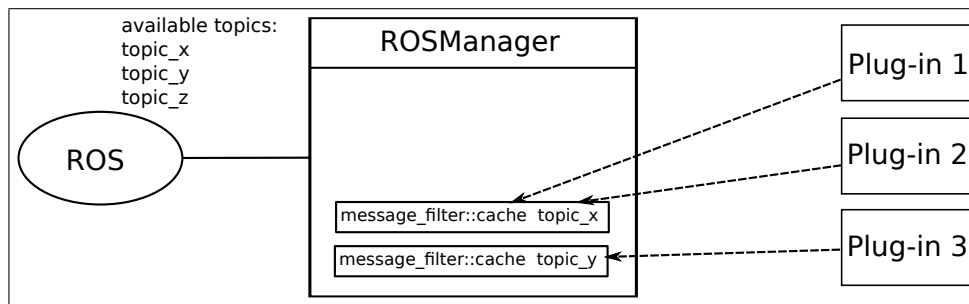 available topics:
topic_x
topic_y
topic_z
ROS
ROSManager
message_filter::cache topic_x
message_filter::cache topic_y
Plug-in 1
Plug-in 2
Plug-in 3